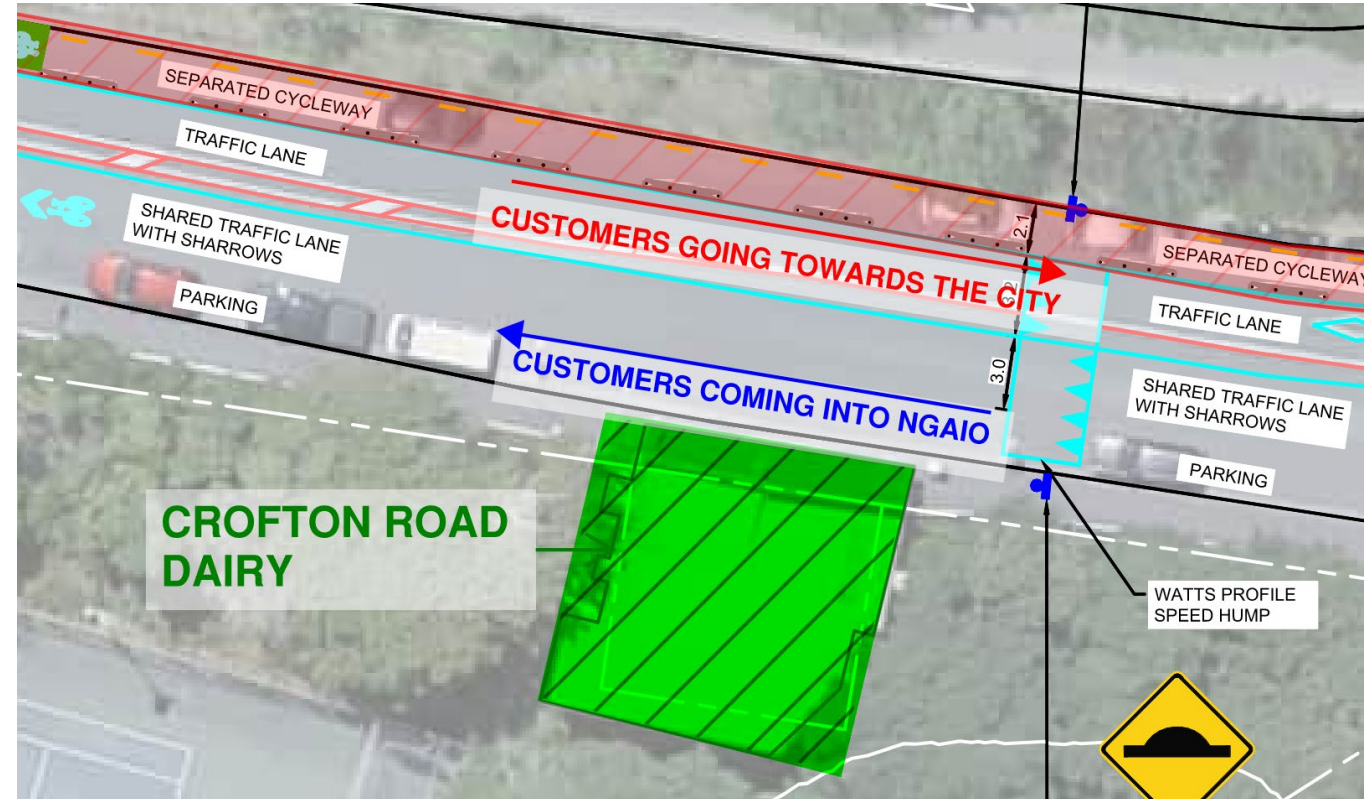 SEPARATED CYCLEWAY
TRAFFIC LANE
SHARED TRAFFIC LANE
WITH SHARROWS
PARKING
CUSTOMERS GOING TOWARDS THE CITY
2.1
3.0
CUSTOMERS COMING INTO NGAIO
SEPARATED CYCLEWAY
TRAFFIC LANE
SHARED TRAFFIC LANE
WITH SHARROWS
PARKING
CROFTON ROAD
DAIRY
WATTS PROFILE
SPEED HUMP